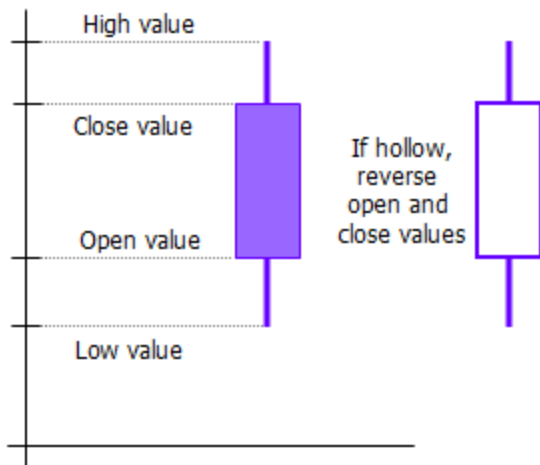 High value
Close value
If hollow,
reverse
open and
close values
Open value
Low value